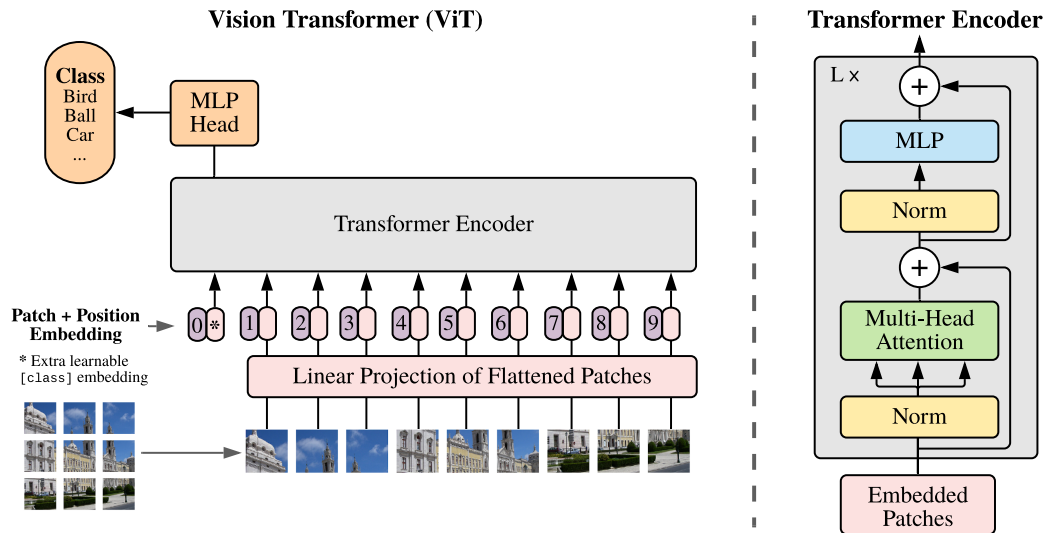 Vision Transformer (ViT)
Class
Bird
Ball
Car
...
MLP
Head
Transformer Encoder
Patch + Position
Embedding
0 * 1 2 3 4 5 6 7 8 9
* Extra learnable
[class] embedding
Linear Projection of Flattened Patches
Transformer Encoder
L ×
+
MLP
Norm
+
Multi-Head
Attention
Norm
Embedded
Patches